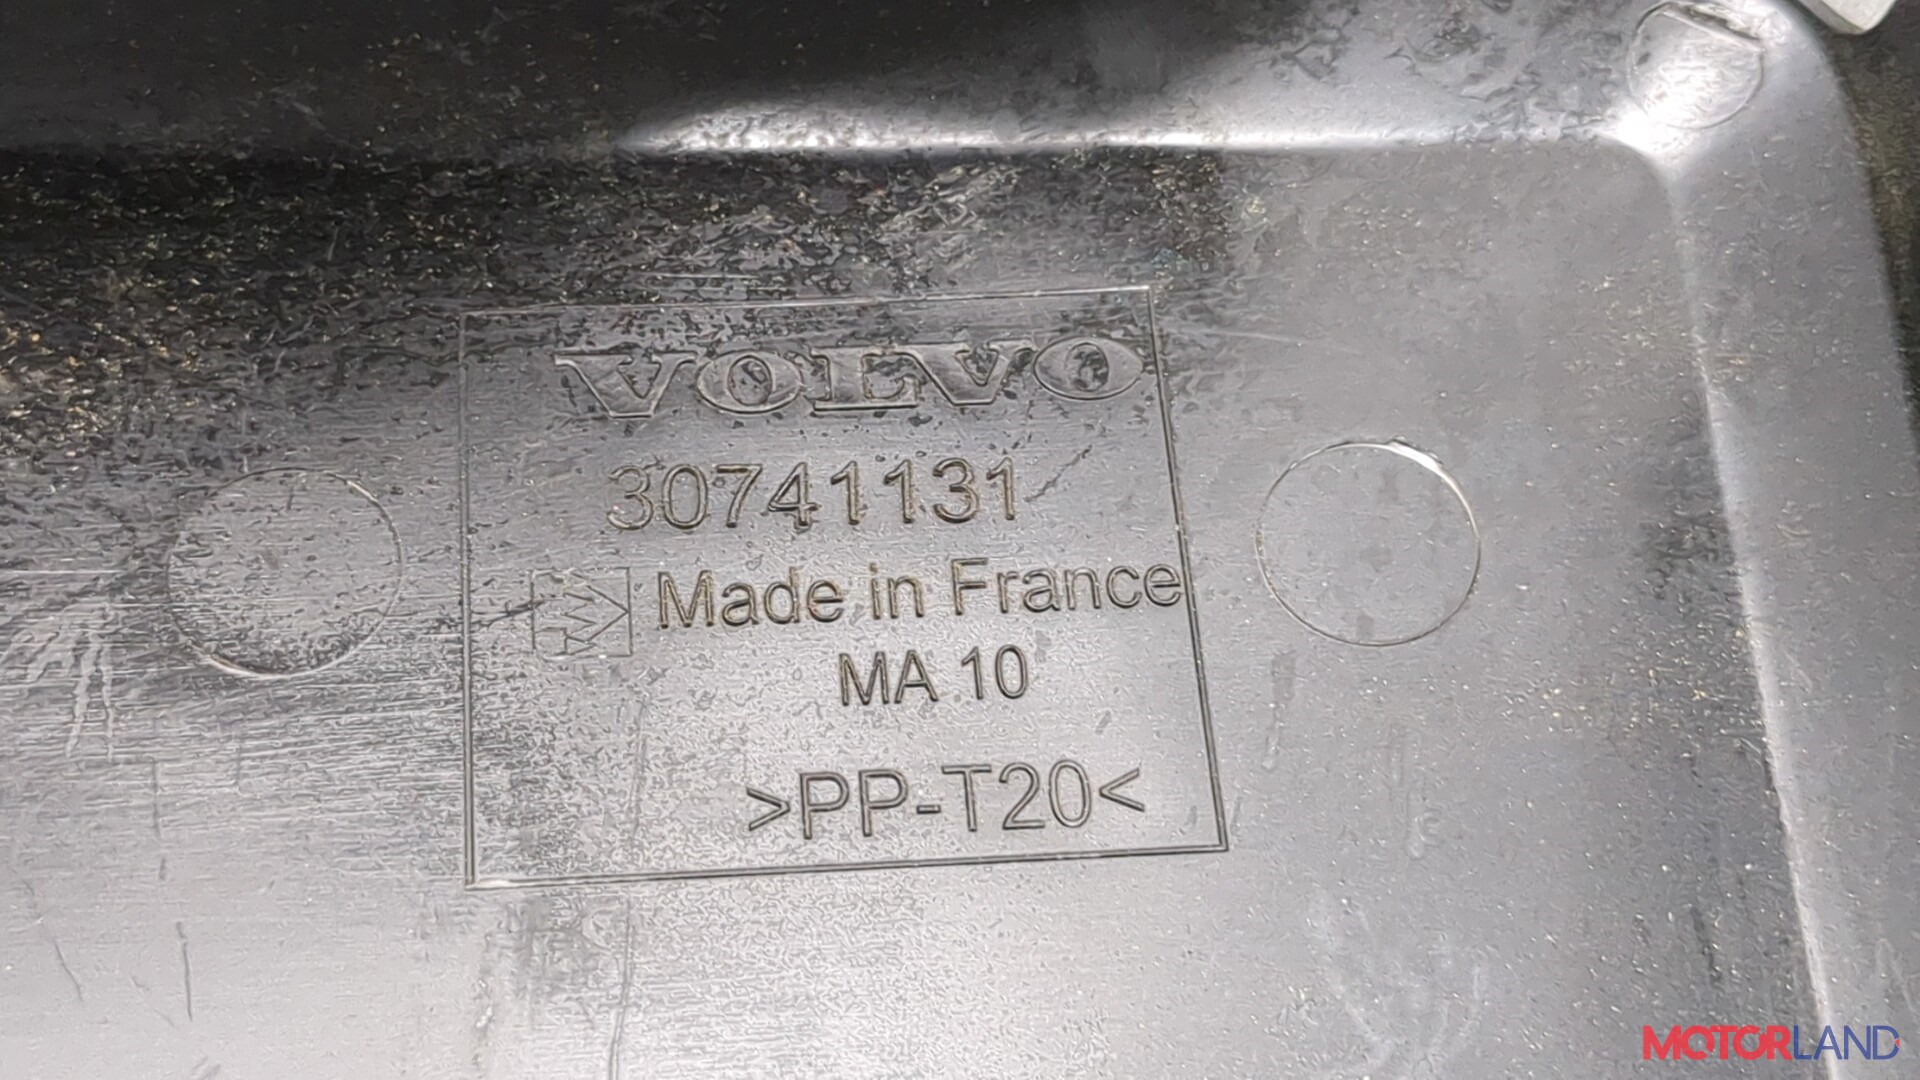 VOLVO
30741131
Made in France
MA 10
>PP-T20<
MOTORLAND